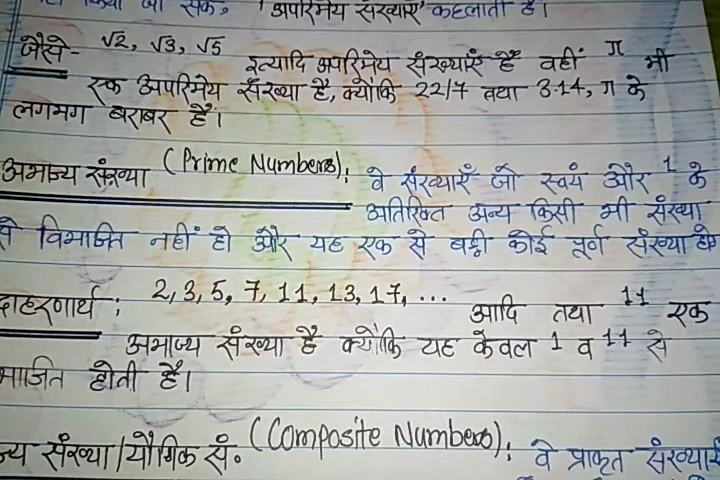 किया जा सके, 'अपरिमेय संख्याएँ' कहलाती हैं।
जैसे- √2, √3, √5 इत्यादि अपरिमेय संख्याएँ हैं वहीं π भी
एक अपरिमेय संख्या है, क्योंकि 22/7 तथा 3.14, π के
लगभग बराबर हैं।
अभाज्य संख्या (Prime Numbers): वे संख्याएँ जो स्वयं और 1 के
अतिरिक्त अन्य किसी भी संख्या
से विभाजित नहीं हो और यह एक से बड़ी कोई पूर्ण संख्या हो
दाहरणार्थ: 2, 3, 5, 7, 11, 13, 17, ... आदि तथा 11 एक
अभाज्य संख्या है क्योंकि यह केवल 1 व 11 से
भाजित होती है।
ज्य संख्या/यौगिक सं. (Composite Numbers): वे प्राकृत संख्याएँ